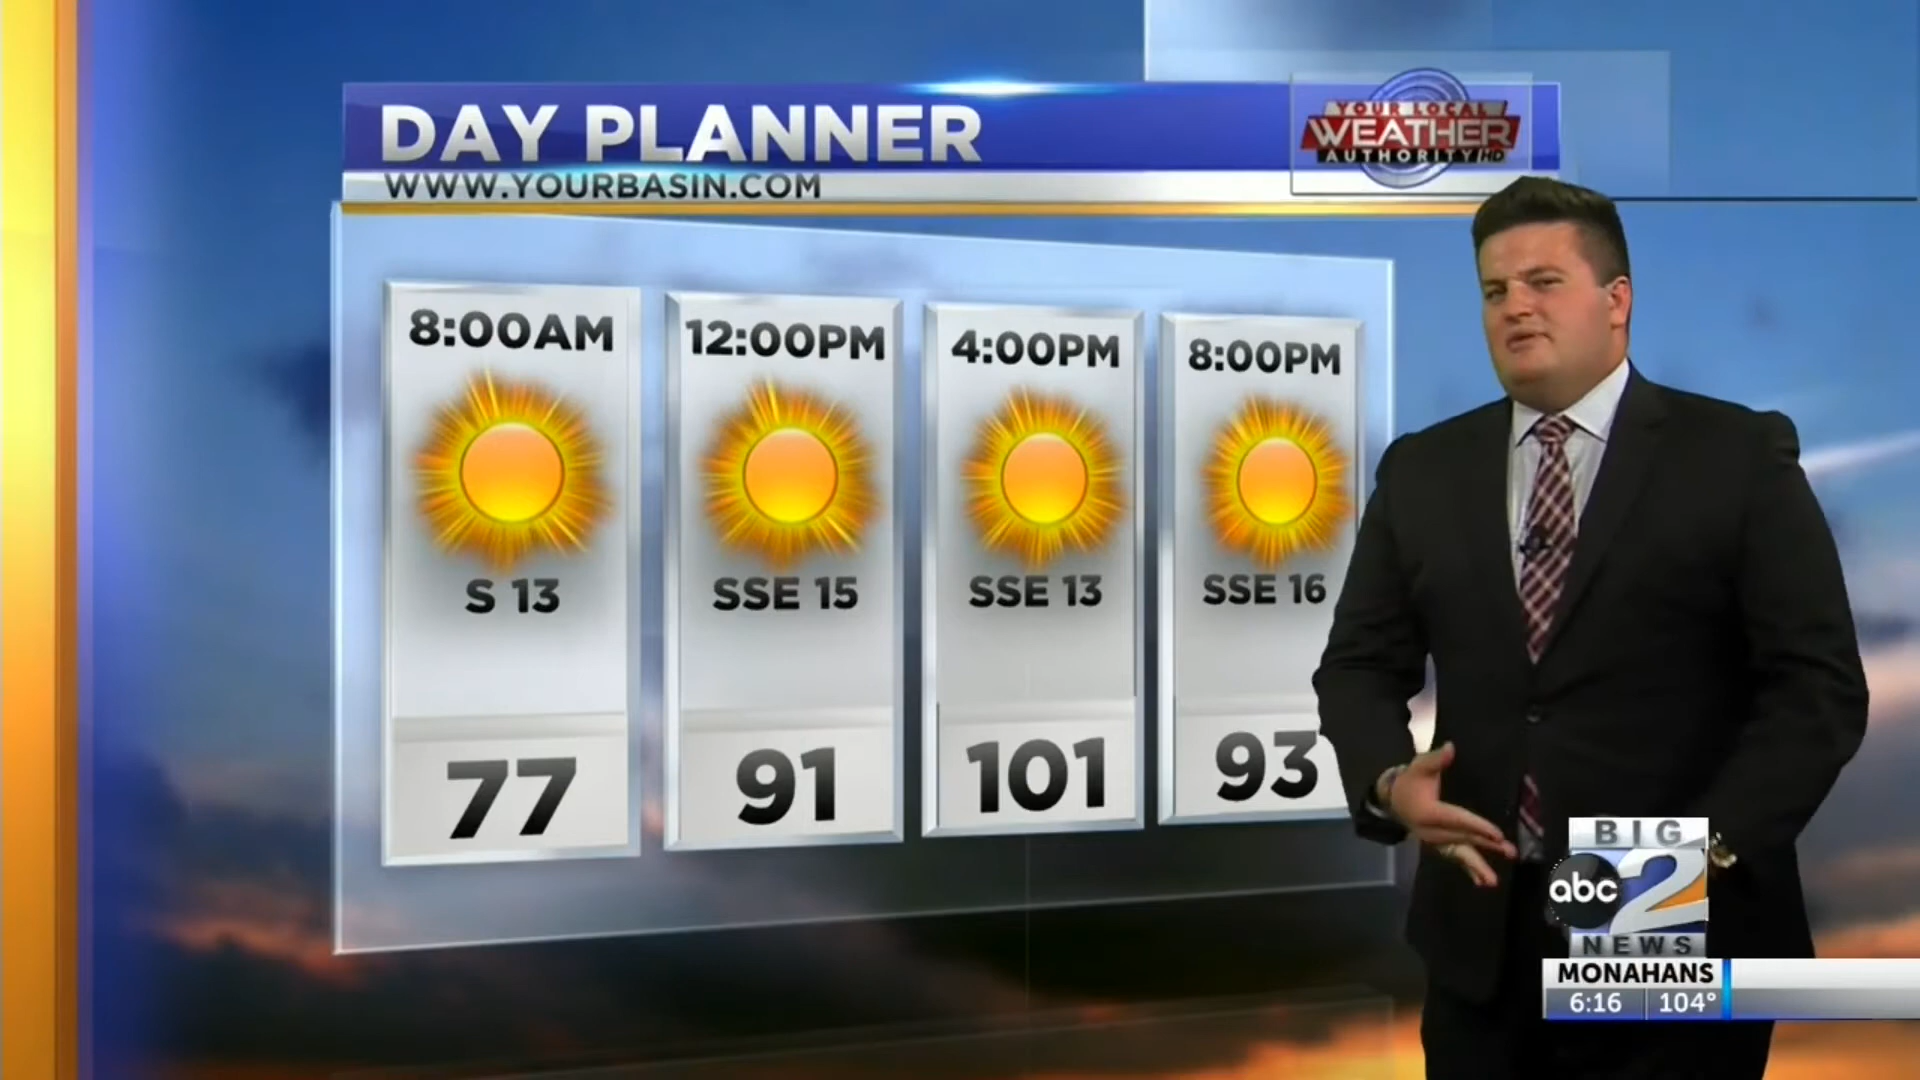 DAY PLANNER
WWW.YOURBASIN.COM
YOUR LOCAL
WEATHER
AUTHORITY HD
8:00AM
S 13
77
12:00PM
SSE 15
91
4:00PM
SSE 13
101
8:00PM
SSE 16
93
BIG
abc 2
NEWS
MONAHANS
6:16 104°